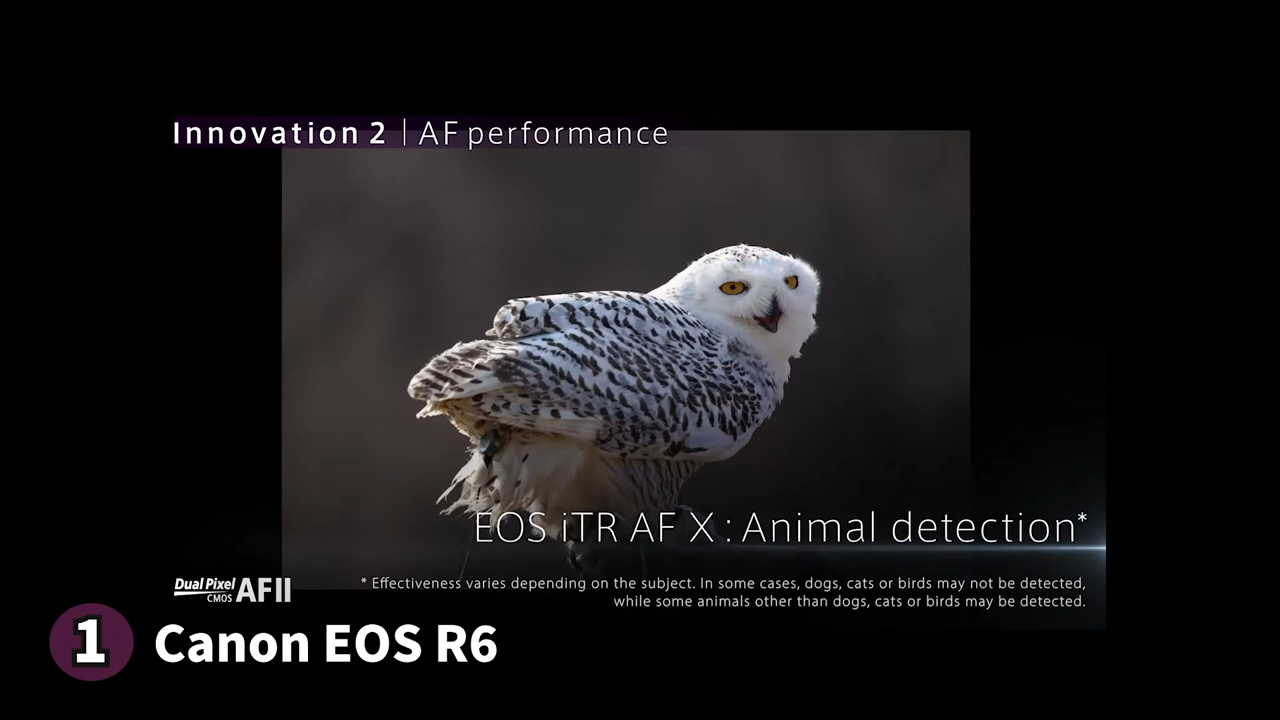 Innovation 2 | AF performance
EOS iTR AF X : Animal detection*
Dual Pixel
CMOS AFII
* Effectiveness varies depending on the subject. In some cases, dogs, cats or birds may not be detected,
while some animals other than dogs, cats or birds may be detected.
1 Canon EOS R6